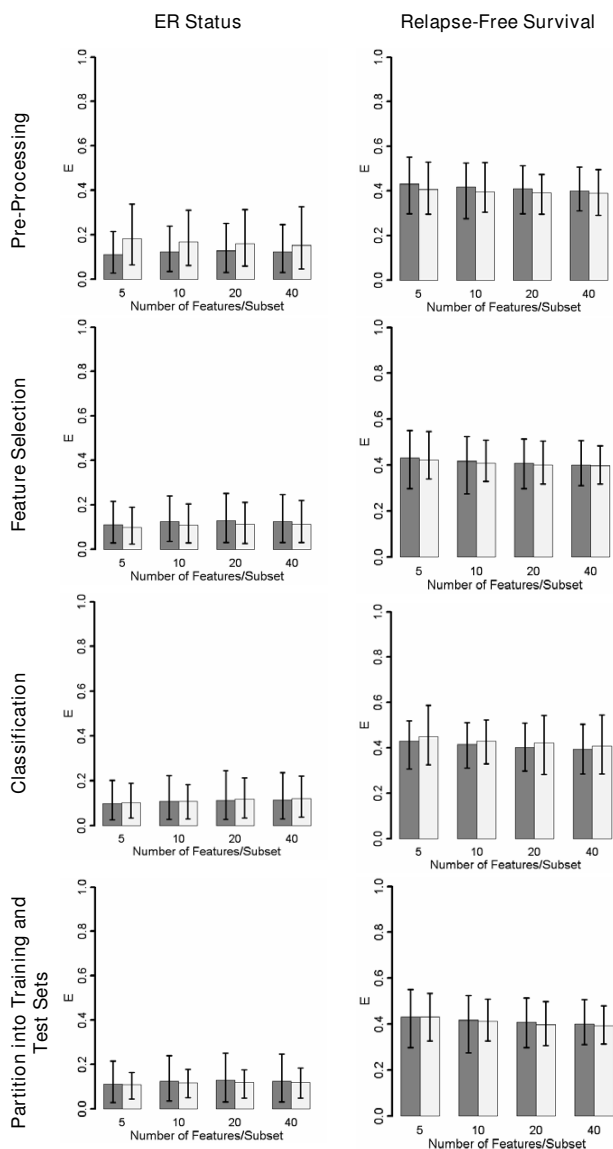 ER Status
Relapse-Free Survival
Pre-Processing
1.0
0.8
0.6
0.4
0.2
0.0
E
5 10 20 40
Number of Features/Subset
1.0
0.8
0.6
0.4
0.2
0.0
E
5 10 20 40
Number of Features/Subset
Feature Selection
1.0
0.8
0.6
0.4
0.2
0.0
E
5 10 20 40
Number of Features/Subset
1.0
0.8
0.6
0.4
0.2
0.0
E
5 10 20 40
Number of Features/Subset
Classification
1.0
0.8
0.6
0.4
0.2
0.0
E
5 10 20 40
Number of Features/Subset
1.0
0.8
0.6
0.4
0.2
0.0
E
5 10 20 40
Number of Features/Subset
Partition into Training and
Test Sets
1.0
0.8
0.6
0.4
0.2
0.0
E
5 10 20 40
Number of Features/Subset
1.0
0.8
0.6
0.4
0.2
0.0
E
5 10 20 40
Number of Features/Subset